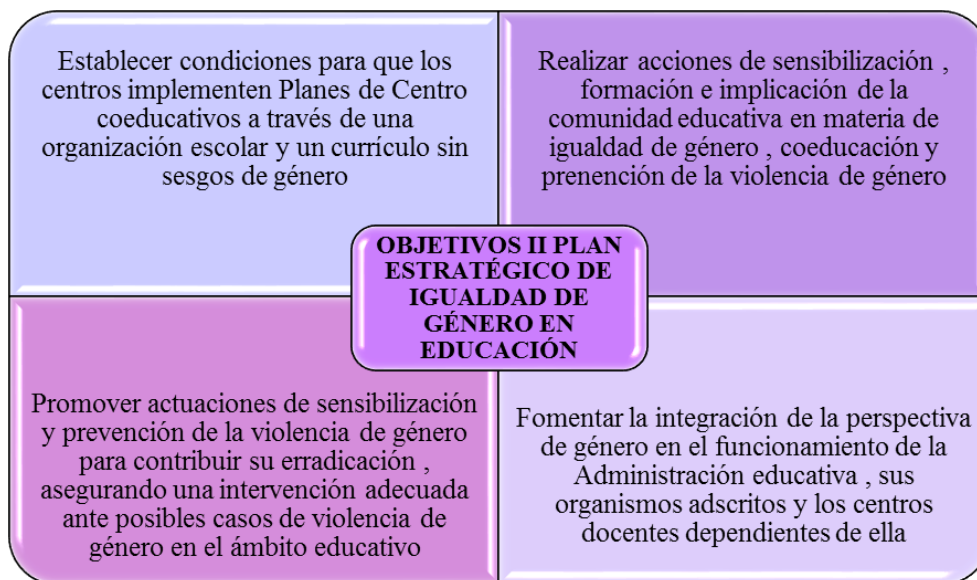 Establecer condiciones para que los
centros implementen Planes de Centro
coeducativos a través de una
organización escolar y un currículo sin
sesgos de género
Realizar acciones de sensibilización ,
formación e implicación de la
comunidad educativa en materia de
igualdad de género , coeducación y
prenención de la violencia de género
OBJETIVOS II PLAN
ESTRATÉGICO DE
IGUALDAD DE
GÉNERO EN
EDUCACIÓN
Promover actuaciones de sensibilización
y prevención de la violencia de género
para contribuir su erradicación ,
asegurando una intervención adecuada
ante posibles casos de violencia de
género en el ámbito educativo
Fomentar la integración de la perspectiva
de género en el funcionamiento de la
Administración educativa , sus
organismos adscritos y los centros
docentes dependientes de ella